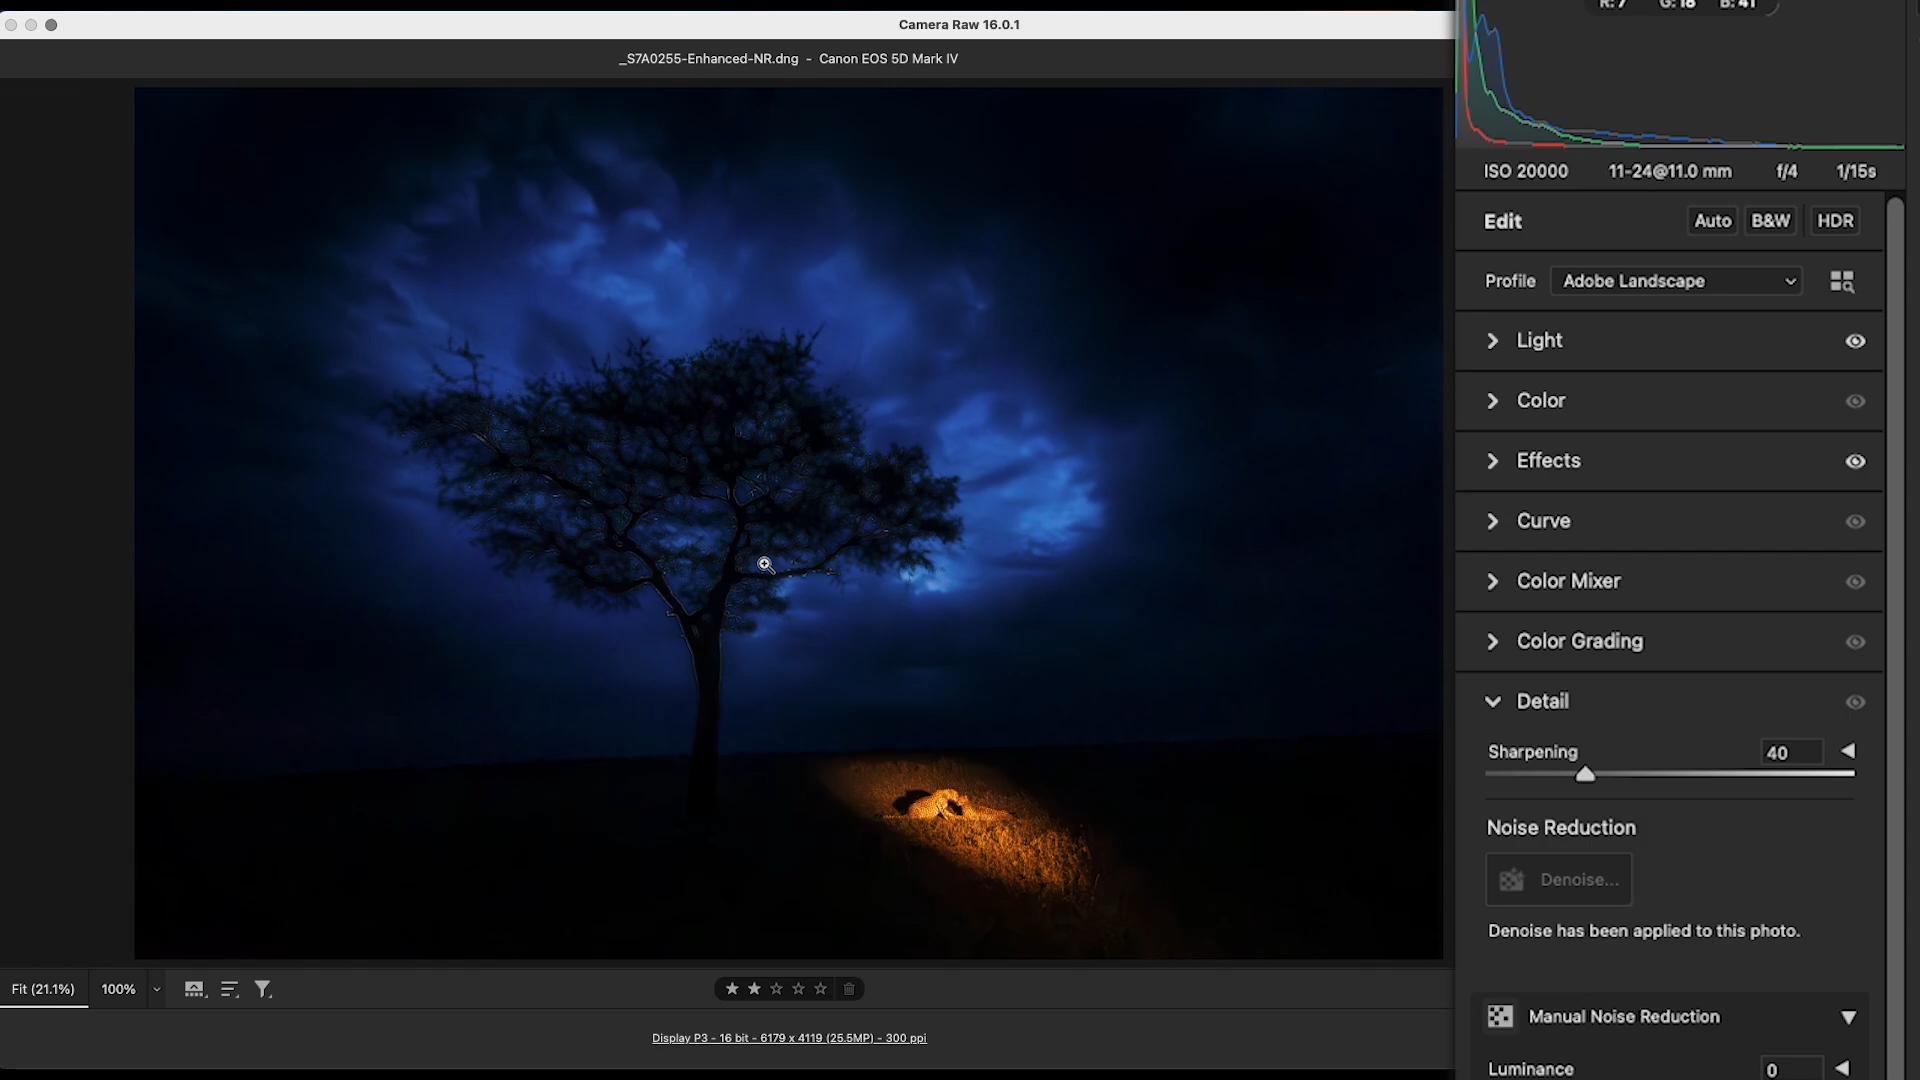 Camera Raw 16.0.1
_S7A0255-Enhanced-NR.dng - Canon EOS 5D Mark IV
R: 7 G: 18 B: 41
ISO 20000 11-24@11.0 mm f/4 1/15s
Edit Auto B&W HDR
Profile Adobe Landscape
Light
Color
Effects
Curve
Color Mixer
Color Grading
Detail
Sharpening 40
Noise Reduction
Denoise...
Denoise has been applied to this photo.
Manual Noise Reduction
Luminance 0
Fit (21.1%) 100%
Display P3 - 16 bit - 6179 x 4119 (25.5MP) - 300 ppi